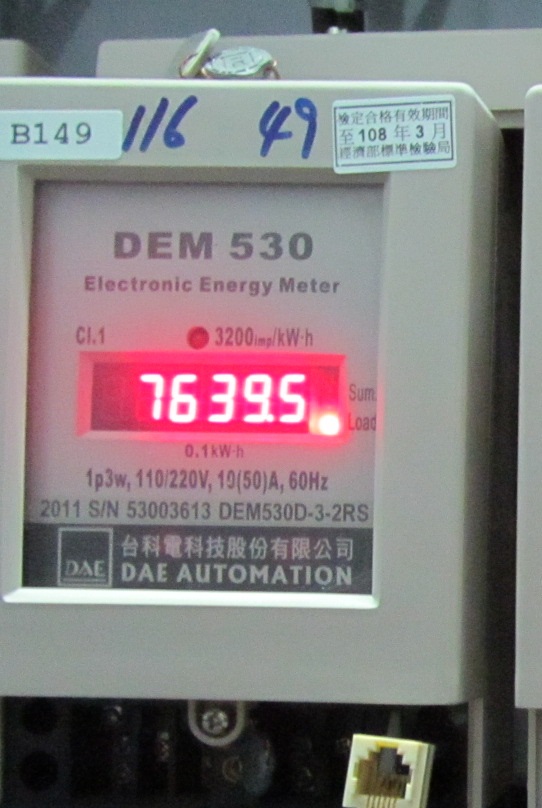 B149
116 49
檢定合格有效期間
至 108 年 3 月
經濟部標準檢驗局
DEM 530
Electronic Energy Meter
Cl.1 3200imp/kW·h
7639.5
Sum.
Load
0.1kW·h
1p3w, 110/220V, 10(50)A, 60Hz
2011 S/N 53003613 DEM530D-3-2RS
DAE
台科電科技股份有限公司
DAE AUTOMATION